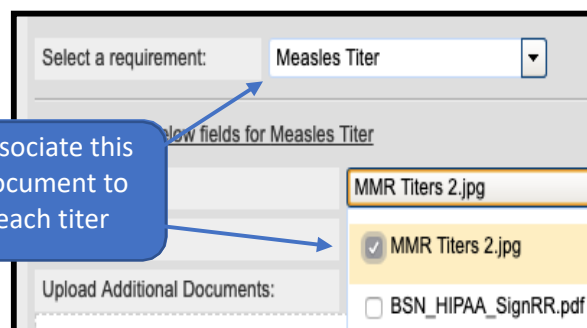 Select a requirement: Measles Titer
below fields for Measles Titer
sociate this
ocument to
each titer
MMR Titers 2.jpg
MMR Titers 2.jpg
Upload Additional Documents:
BSN_HIPAA_SignRR.pdf